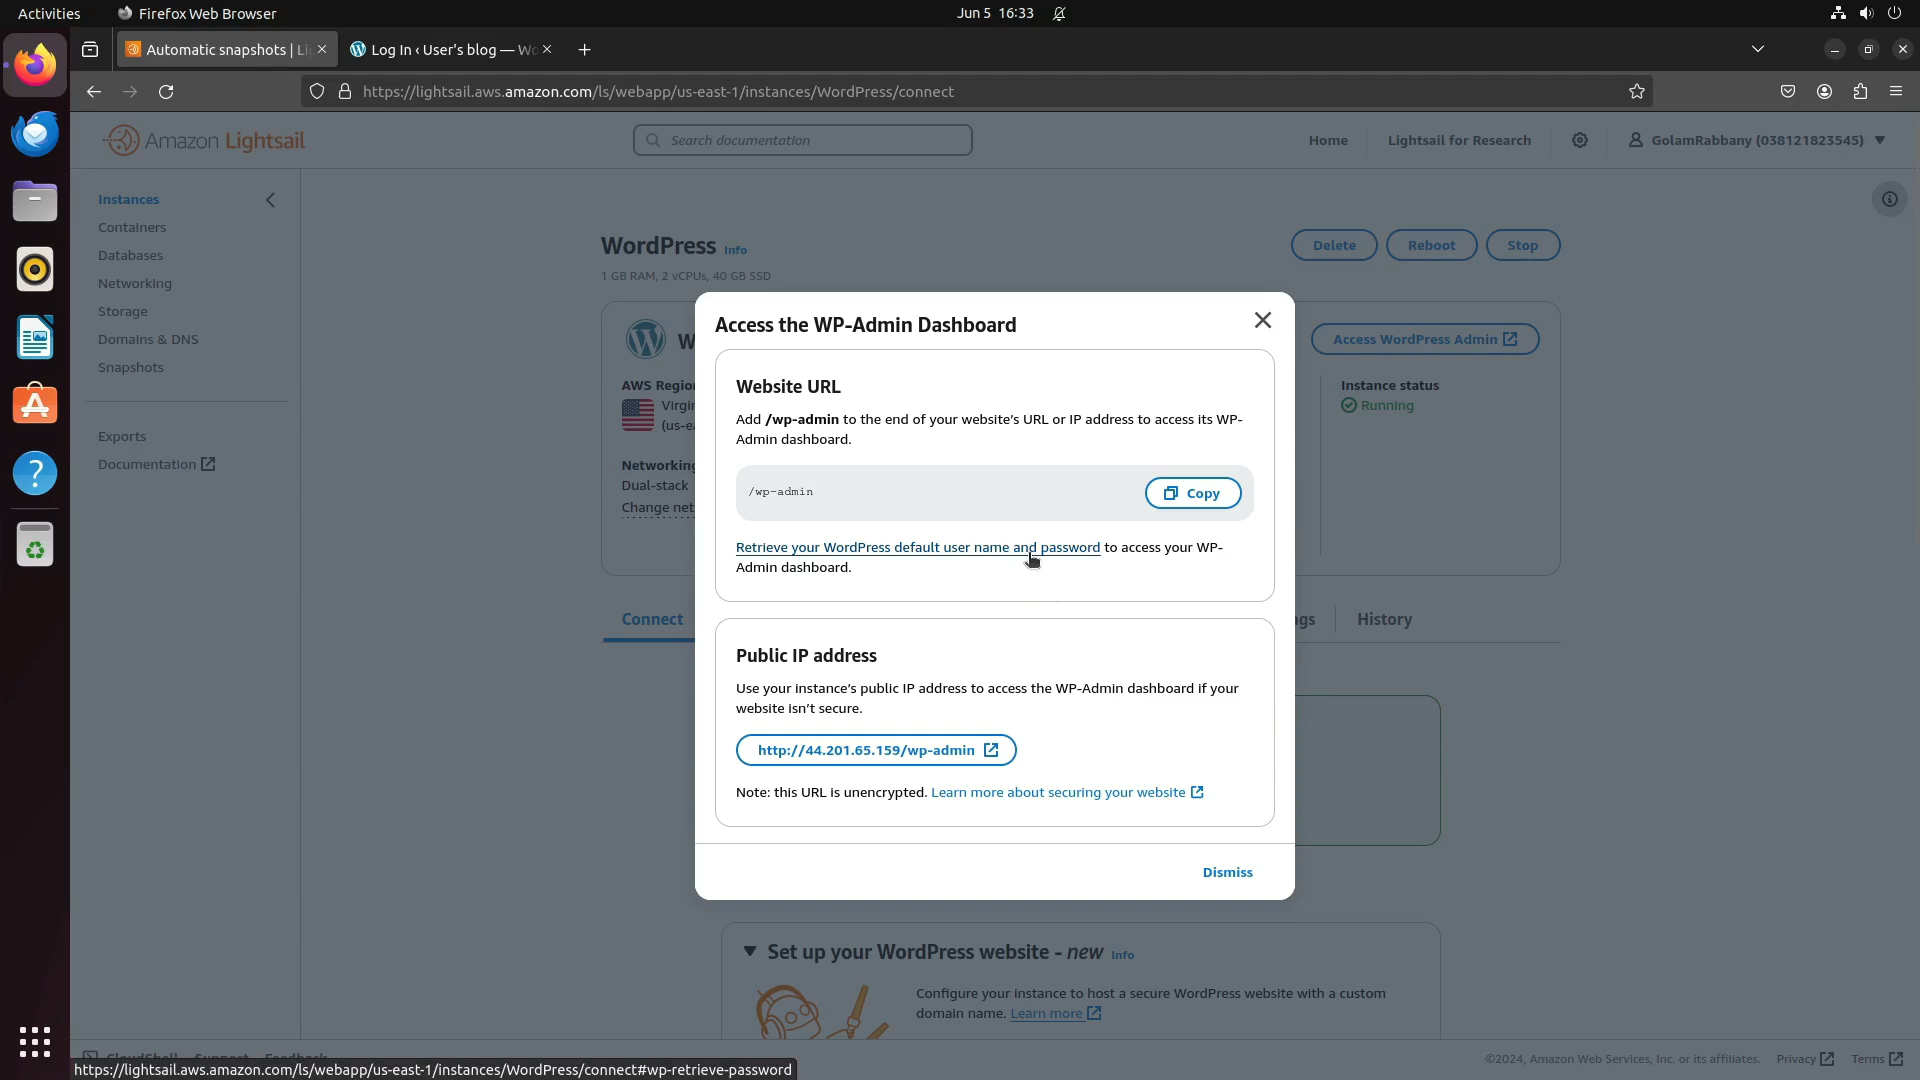 Activities
Firefox Web Browser
Jun 5 16:33
Automatic snapshots | Li
Log In ‹ User's blog — Wo
https://lightsail.aws.amazon.com/ls/webapp/us-east-1/instances/WordPress/connect
Amazon Lightsail
Search documentation
Home
Lightsail for Research
GolamRabbany (038121823545)
Instances
Containers
Databases
Networking
Storage
Domains & DNS
Snapshots
Exports
Documentation
WordPress Info
Delete
Reboot
Stop
1 GB RAM, 2 vCPUs, 40 GB SSD
W
Access WordPress Admin
AWS Regio
Virgin
(us-ea
Instance status
Running
Networking
Dual-stack
Change net
Access the WP-Admin Dashboard
Website URL
Add /wp-admin to the end of your website's URL or IP address to access its WP-
Admin dashboard.
/wp-admin
Copy
Retrieve your WordPress default user name and password to access your WP-
Admin dashboard.
Connect
ags
History
Public IP address
Use your instance's public IP address to access the WP-Admin dashboard if your
website isn't secure.
http://44.201.65.159/wp-admin
Note: this URL is unencrypted. Learn more about securing your website
Dismiss
Set up your WordPress website - new Info
Configure your instance to host a secure WordPress website with a custom
domain name. Learn more
CloudShell
Support
Feedback
©2024, Amazon Web Services, Inc. or its affiliates.
Privacy
Terms
https://lightsail.aws.amazon.com/ls/webapp/us-east-1/instances/WordPress/connect#wp-retrieve-password